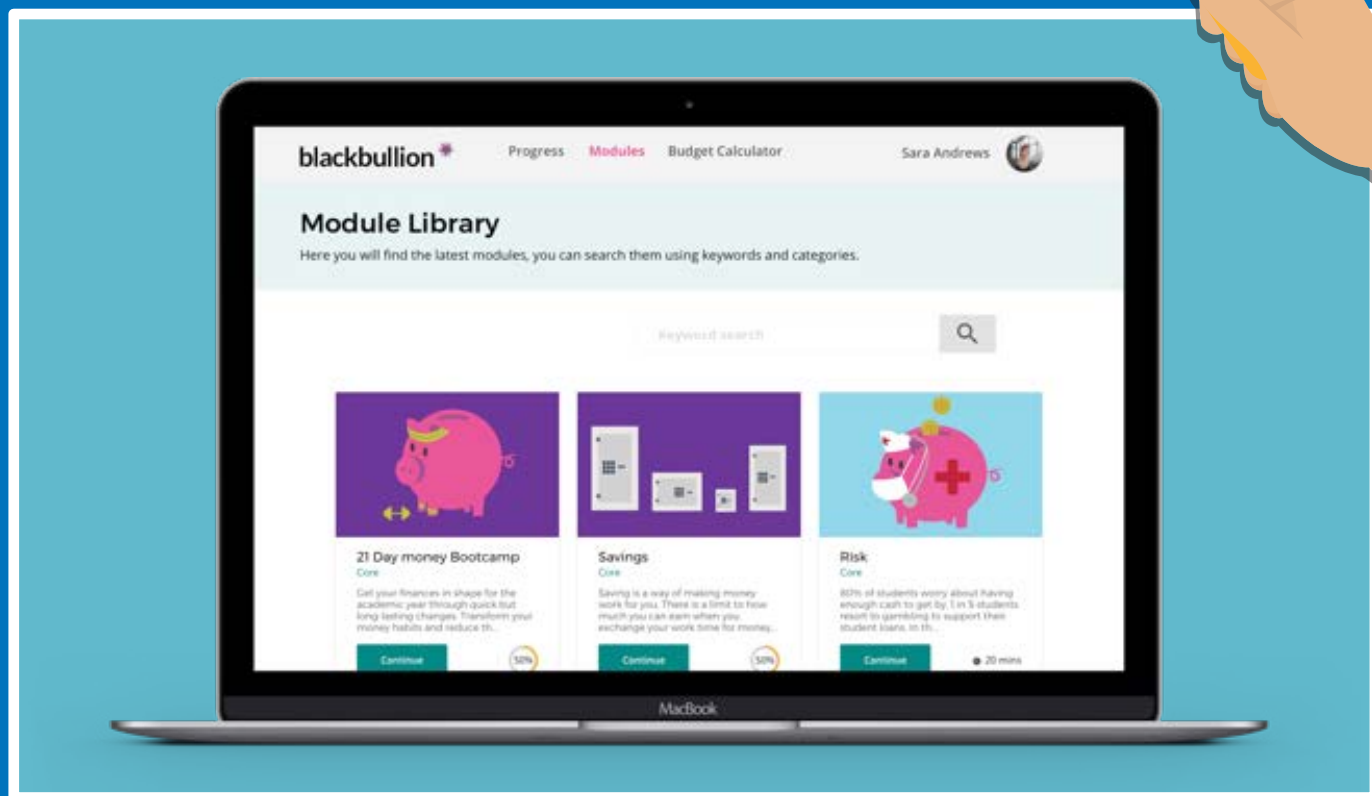 blackbullion
Progress Modules Budget Calculator Sara Andrews
Module Library
Here you will find the latest modules, you can search them using keywords and categories.
Keyword search
21 Day money Bootcamp
Core
Get your finances in shape for the
academic year through quick but
long-lasting changes. Transform your
money habits and reduce th...
Continue 50%
Savings
Core
Saving is a way of making money
work for you. There is a limit to how
much you can earn when you
exchange your work time for money...
Continue 50%
Risk
Core
80% of students worry about having
enough cash to get by, 1 in 5 students
resort to gambling to support their
student loans. In th...
Continue 20 mins
MacBook